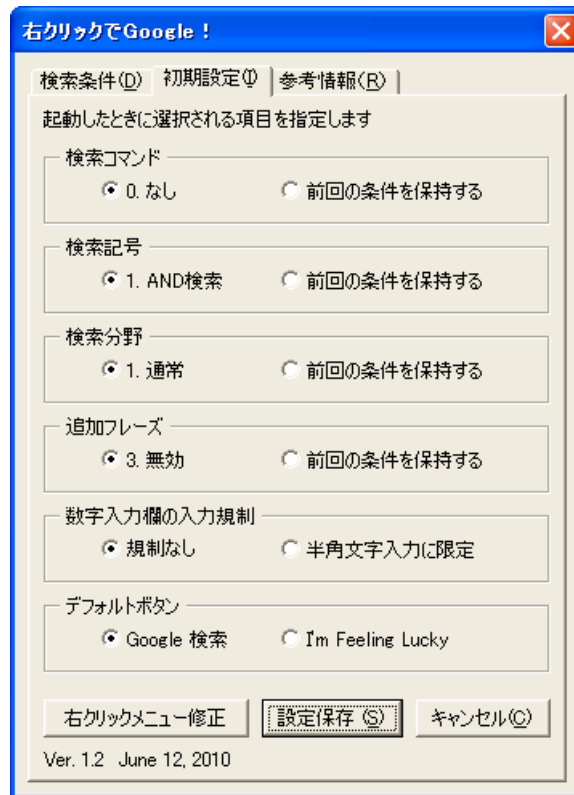 右クリックでGoogle！
検索条件(D) 初期設定(I) 参考情報(R)
起動したときに選択される項目を指定します
検索コマンド
0. なし 前回の条件を保持する
検索記号
1. AND検索 前回の条件を保持する
検索分野
1. 通常 前回の条件を保持する
追加フレーズ
3. 無効 前回の条件を保持する
数字入力欄の入力規制
規制なし 半角文字入力に限定
デフォルトボタン
Google 検索 I'm Feeling Lucky
右クリックメニュー修正 設定保存 (S) キャンセル(C)
Ver. 1.2 June 12, 2010